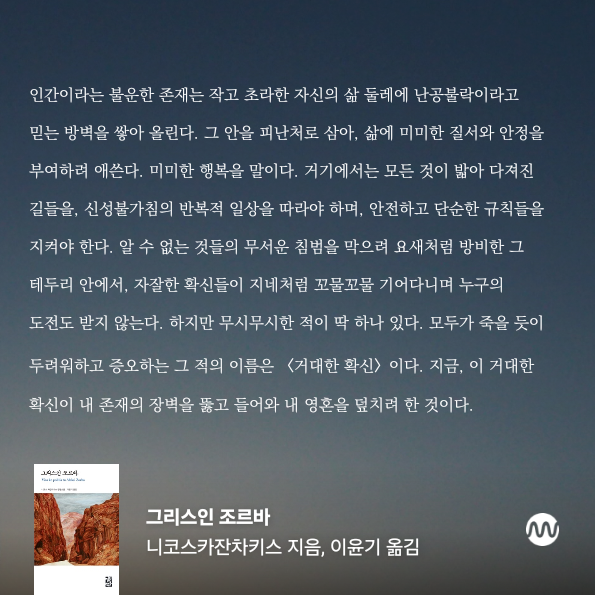 인간이라는 불운한 존재는 작고 초라한 자신의 삶 둘레에 난공불락이라고
믿는 방벽을 쌓아 올린다. 그 안을 피난처로 삼아, 삶에 미미한 질서와 안정을
부여하려 애쓴다. 미미한 행복을 말이다. 거기에서는 모든 것이 밟아 다져진
길들을, 신성불가침의 반복적 일상을 따라야 하며, 안전하고 단순한 규칙들을
지켜야 한다. 알 수 없는 것들의 무서운 침범을 막으려 요새처럼 방비한 그
테두리 안에서, 자잘한 확신들이 지네처럼 꼬물꼬물 기어다니며 누구의
도전도 받지 않는다. 하지만 무시무시한 적이 딱 하나 있다. 모두가 죽을 듯이
두려워하고 증오하는 그 적의 이름은 〈거대한 확신〉이다. 지금, 이 거대한
확신이 내 존재의 장벽을 뚫고 들어와 내 영혼을 덮치려 한 것이다.
그리스인 조르바
그리스인 조르바
니코스카잔차키스 지음, 이윤기 옮김